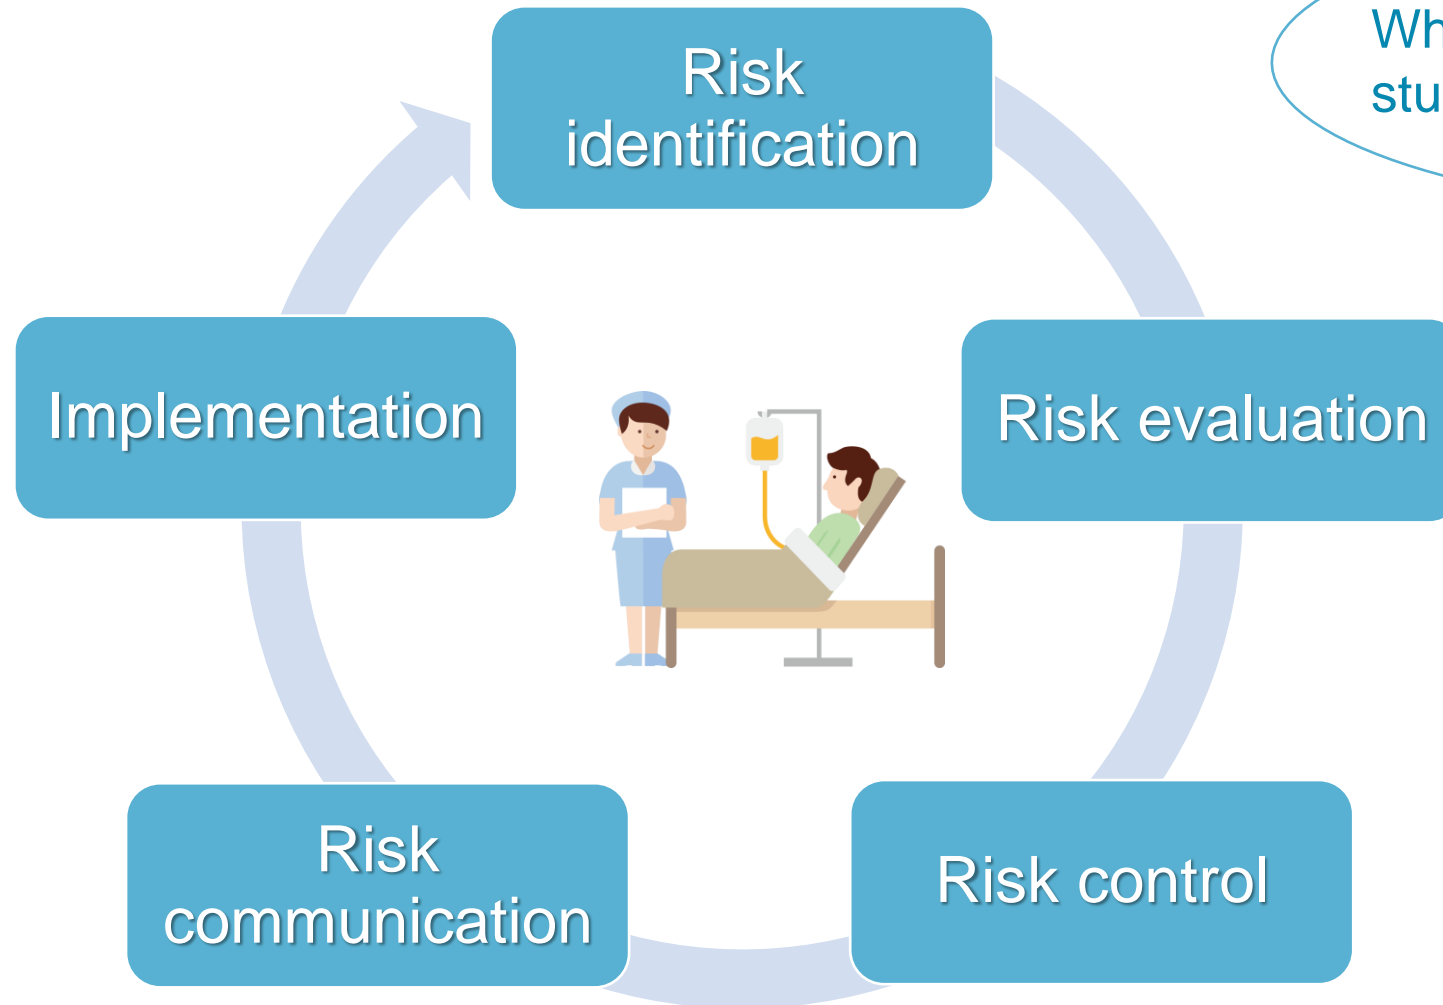 Risk
identification
Risk evaluation
Risk control
Risk
communication
Implementation